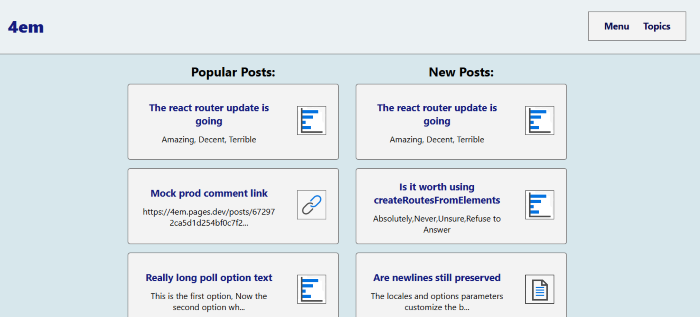 4em
Menu Topics
Popular Posts:
The react router update is
going
Amazing, Decent, Terrible
Mock prod comment link
https://4em.pages.dev/posts/67297
2ca5d1d254bf0c7f2...
Really long poll option text
This is the first option, Now the
second option wh...
New Posts:
The react router update is
going
Amazing, Decent, Terrible
Is it worth using
createRoutesFromElements
Absolutely,Never,Unsure,Refuse to
Answer
Are newlines still preserved
The locales and options parameters
customize the b...